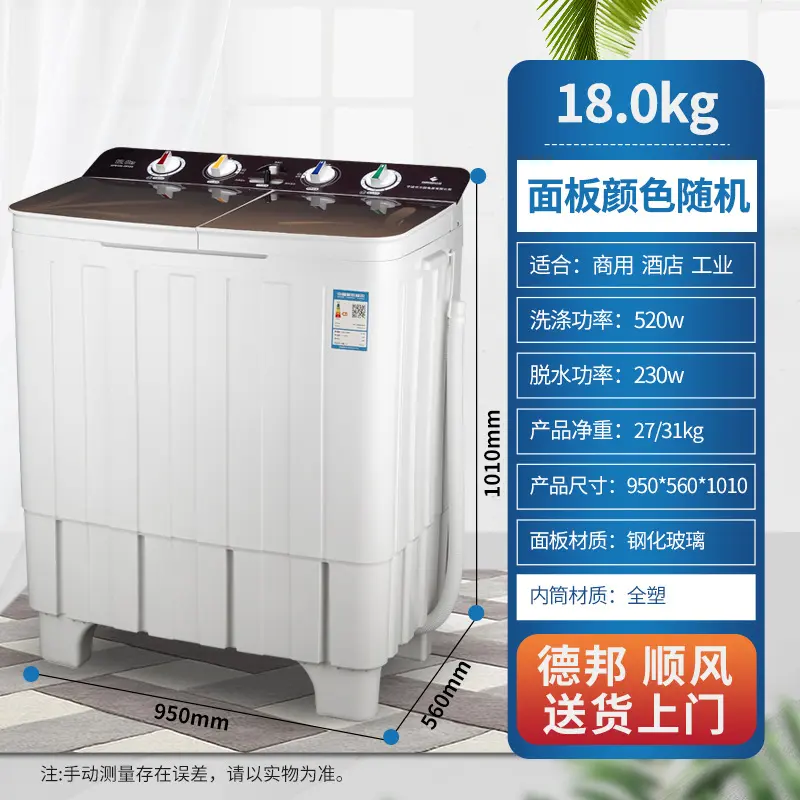 18.0kg
面板颜色随机
适合：商用 酒店 工业
洗涤功率：520w
脱水功率：230w
产品净重：27/31kg
产品尺寸：950*560*1010
面板材质：钢化玻璃
内筒材质：全塑
德邦 顺风
送货上门
1010mm
560mm
950mm
注:手动测量存在误差，请以实物为准。